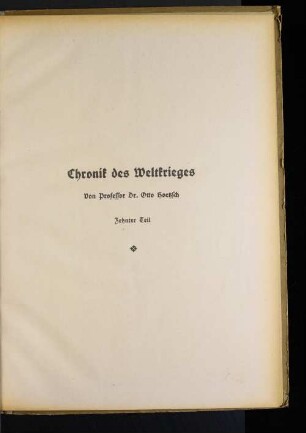 Chronik des Weltkrieges
Von Professor Dr. Otto Hoetzsch
Zehnter Teil